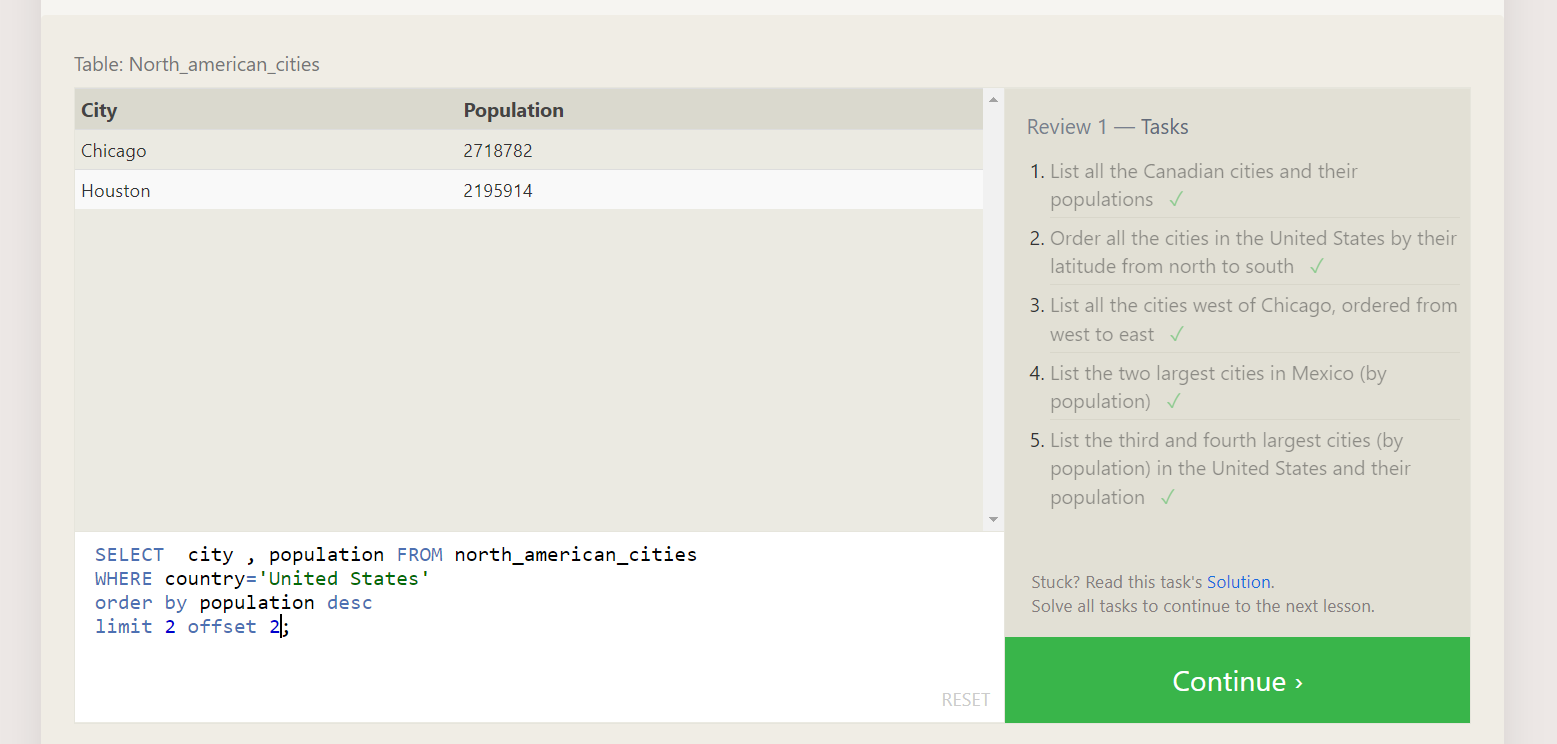 Table: North_american_cities
City Population
Chicago 2718782
Houston 2195914
SELECT  city , population FROM north_american_cities
WHERE country='United States'
order by population desc
limit 2 offset 2;
RESET
Review 1 — Tasks
1. List all the Canadian cities and their
populations ✓
2. Order all the cities in the United States by their
latitude from north to south ✓
3. List all the cities west of Chicago, ordered from
west to east ✓
4. List the two largest cities in Mexico (by
population) ✓
5. List the third and fourth largest cities (by
population) in the United States and their
population ✓
Stuck? Read this task's Solution.
Solve all tasks to continue to the next lesson.
Continue ›